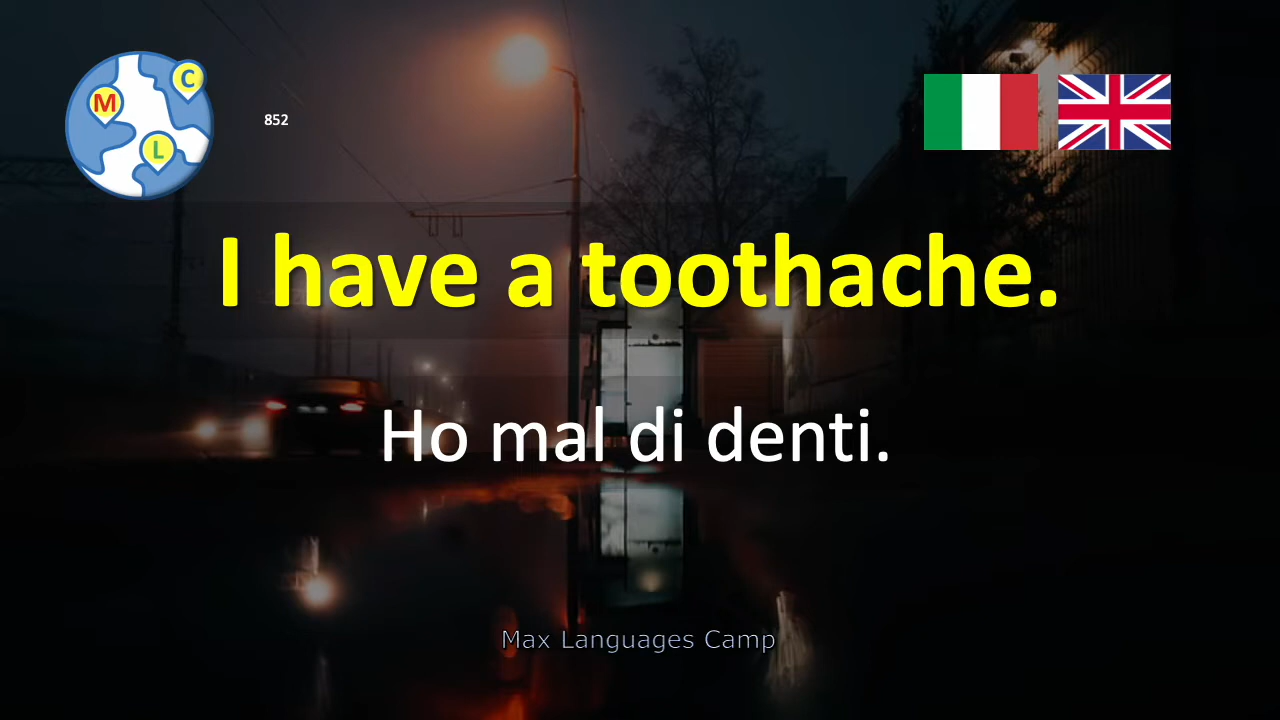 M
C
L
852
I have a toothache.
Ho mal di denti.
Max Languages Camp